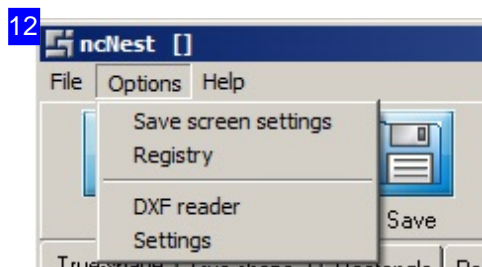 12
ncNest []
File Options Help
Save screen settings
Registry
DXF reader
Settings
Save